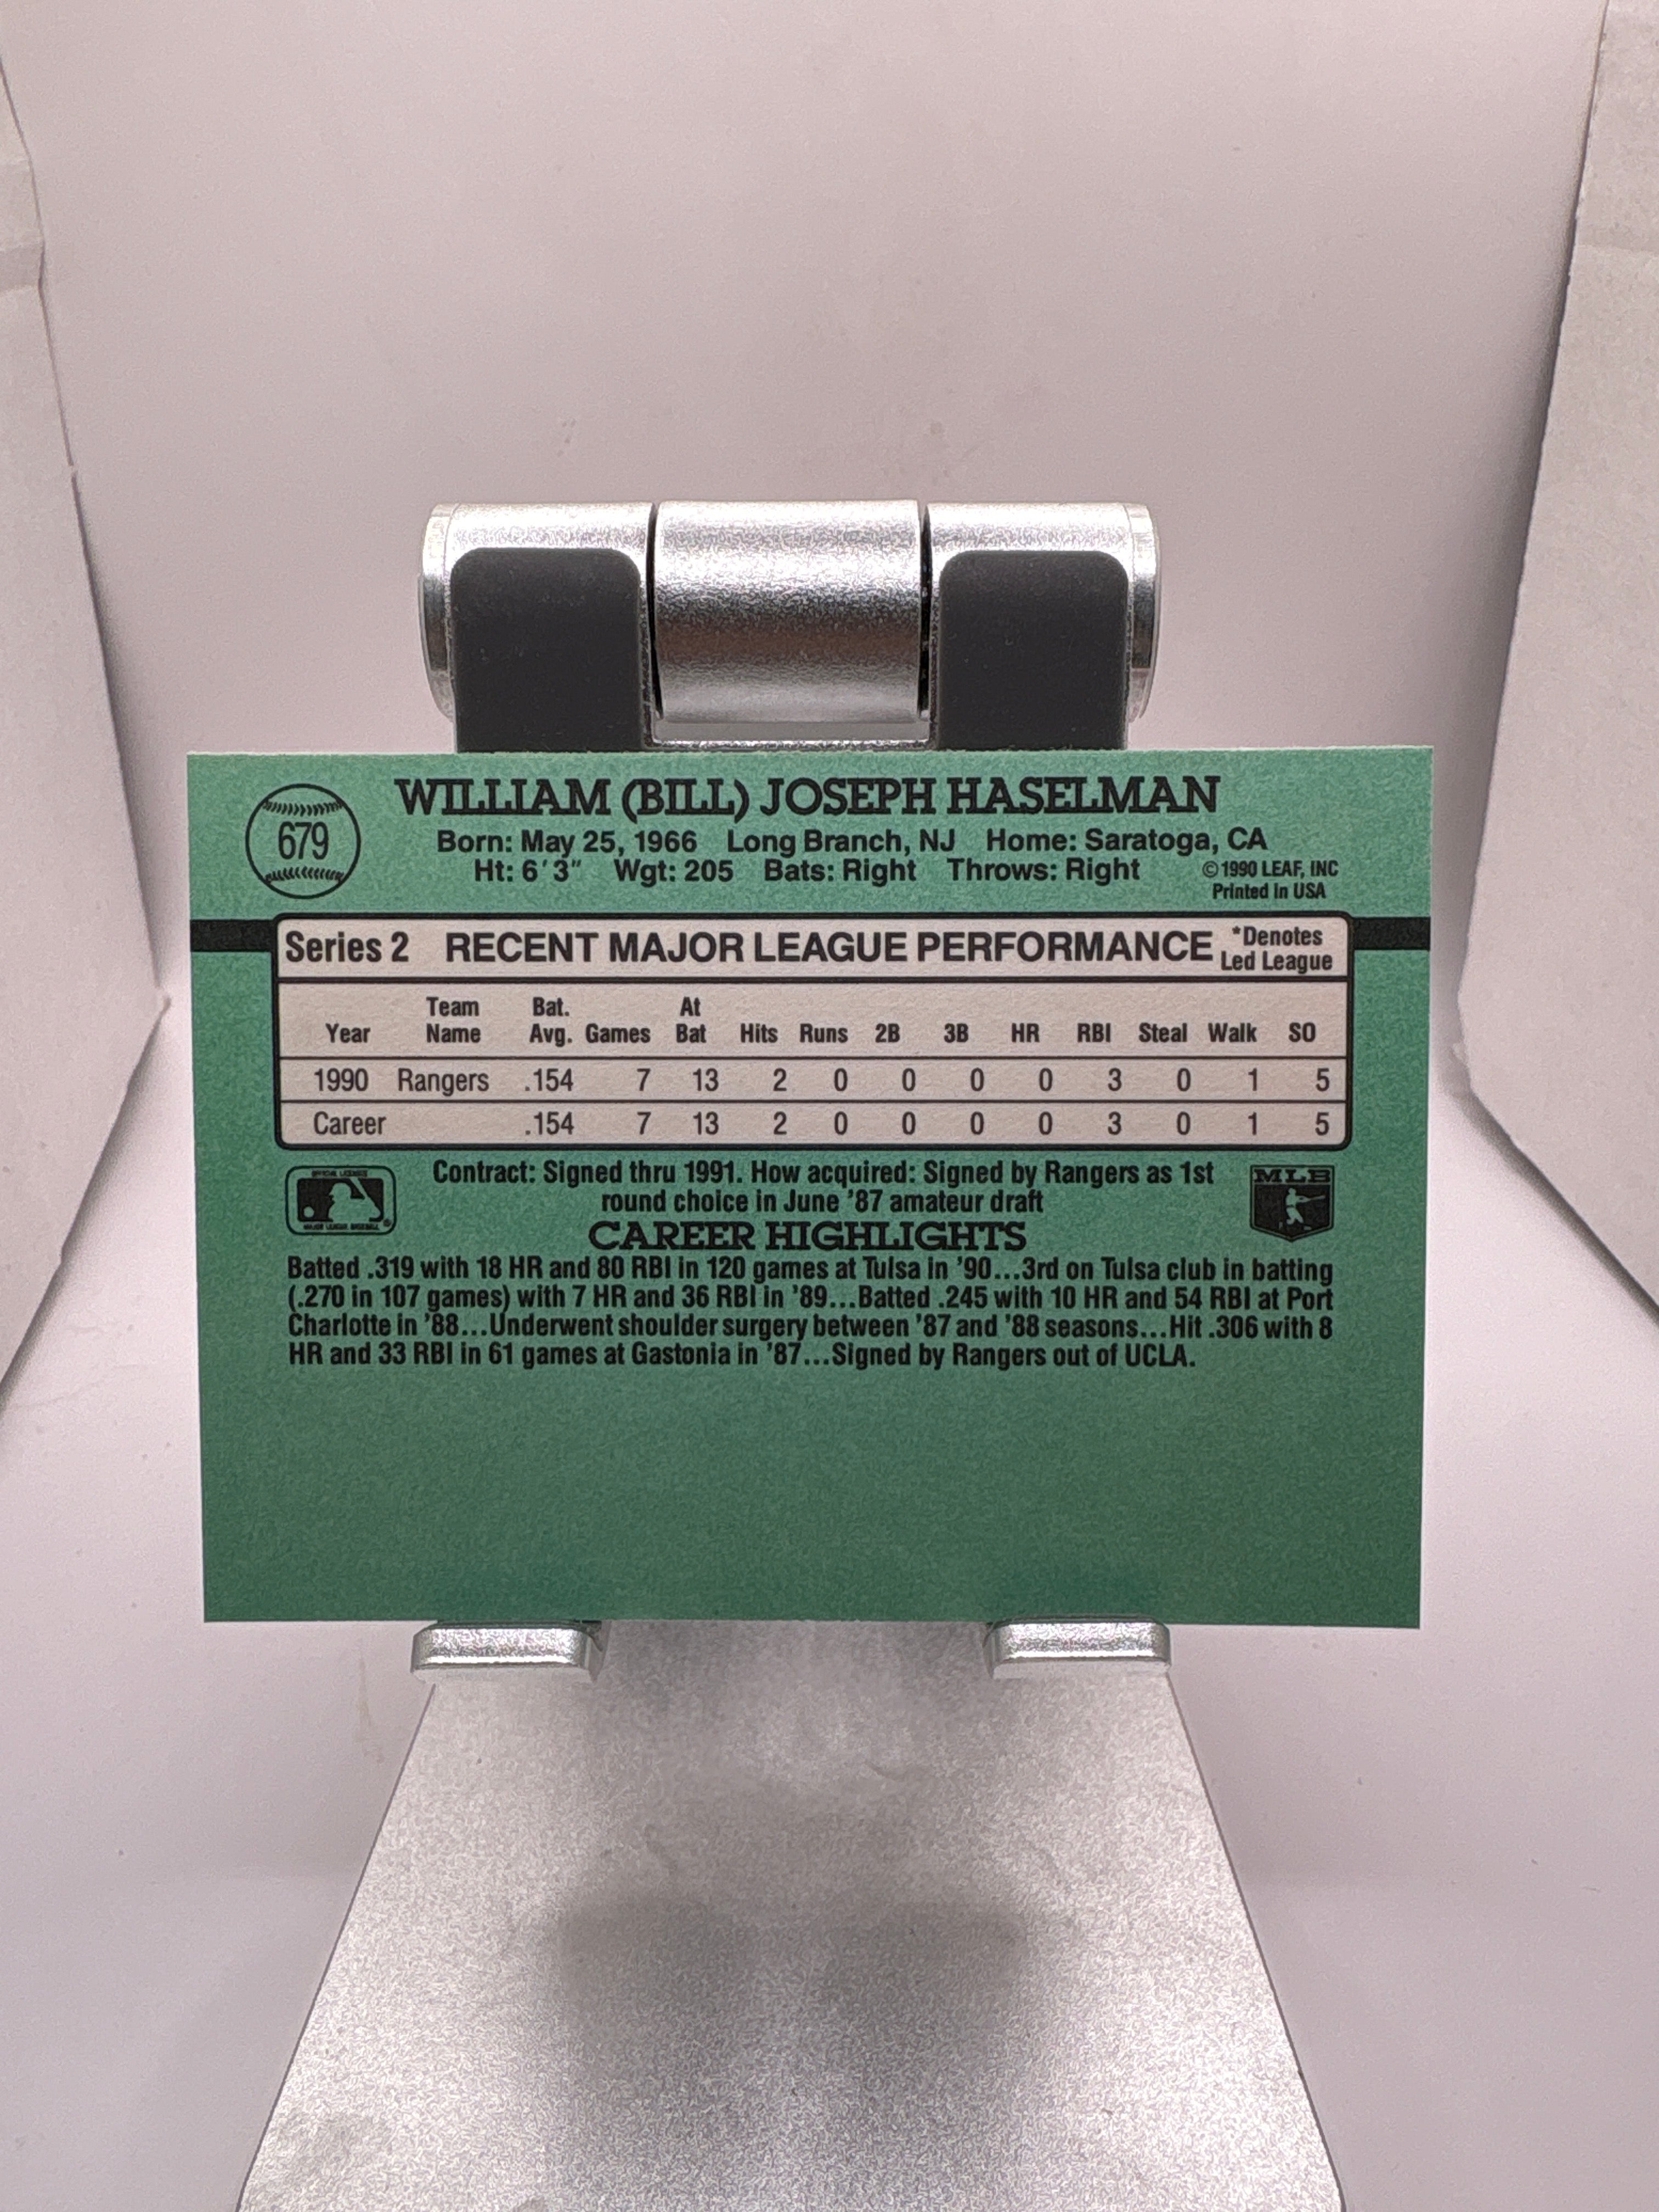 679
WILLIAM (BILL) JOSEPH HASELMAN
Born: May 25, 1966 Long Branch, NJ Home: Saratoga, CA
Ht: 6′3″ Wgt: 205 Bats: Right Throws: Right
©1990 LEAF, INC
Printed in USA
Series 2 RECENT MAJOR LEAGUE PERFORMANCE *Denotes
Led League
Team Bat. At
Year Name Avg. Games Bat Hits Runs 2B 3B HR RBI Steal Walk SO
1990 Rangers .154 7 13 2 0 0 0 0 3 0 1 5
Career .154 7 13 2 0 0 0 0 3 0 1 5
OFFICIAL LICENSEE
MAJOR LEAGUE BASEBALL
®
Contract: Signed thru 1991. How acquired: Signed by Rangers as 1st
round choice in June '87 amateur draft
MLB
CAREER HIGHLIGHTS
Batted .319 with 18 HR and 80 RBI in 120 games at Tulsa in '90...3rd on Tulsa club in batting
(.270 in 107 games) with 7 HR and 36 RBI in '89...Batted .245 with 10 HR and 54 RBI at Port
Charlotte in '88...Underwent shoulder surgery between '87 and '88 seasons...Hit .306 with 8
HR and 33 RBI in 61 games at Gastonia in '87...Signed by Rangers out of UCLA.